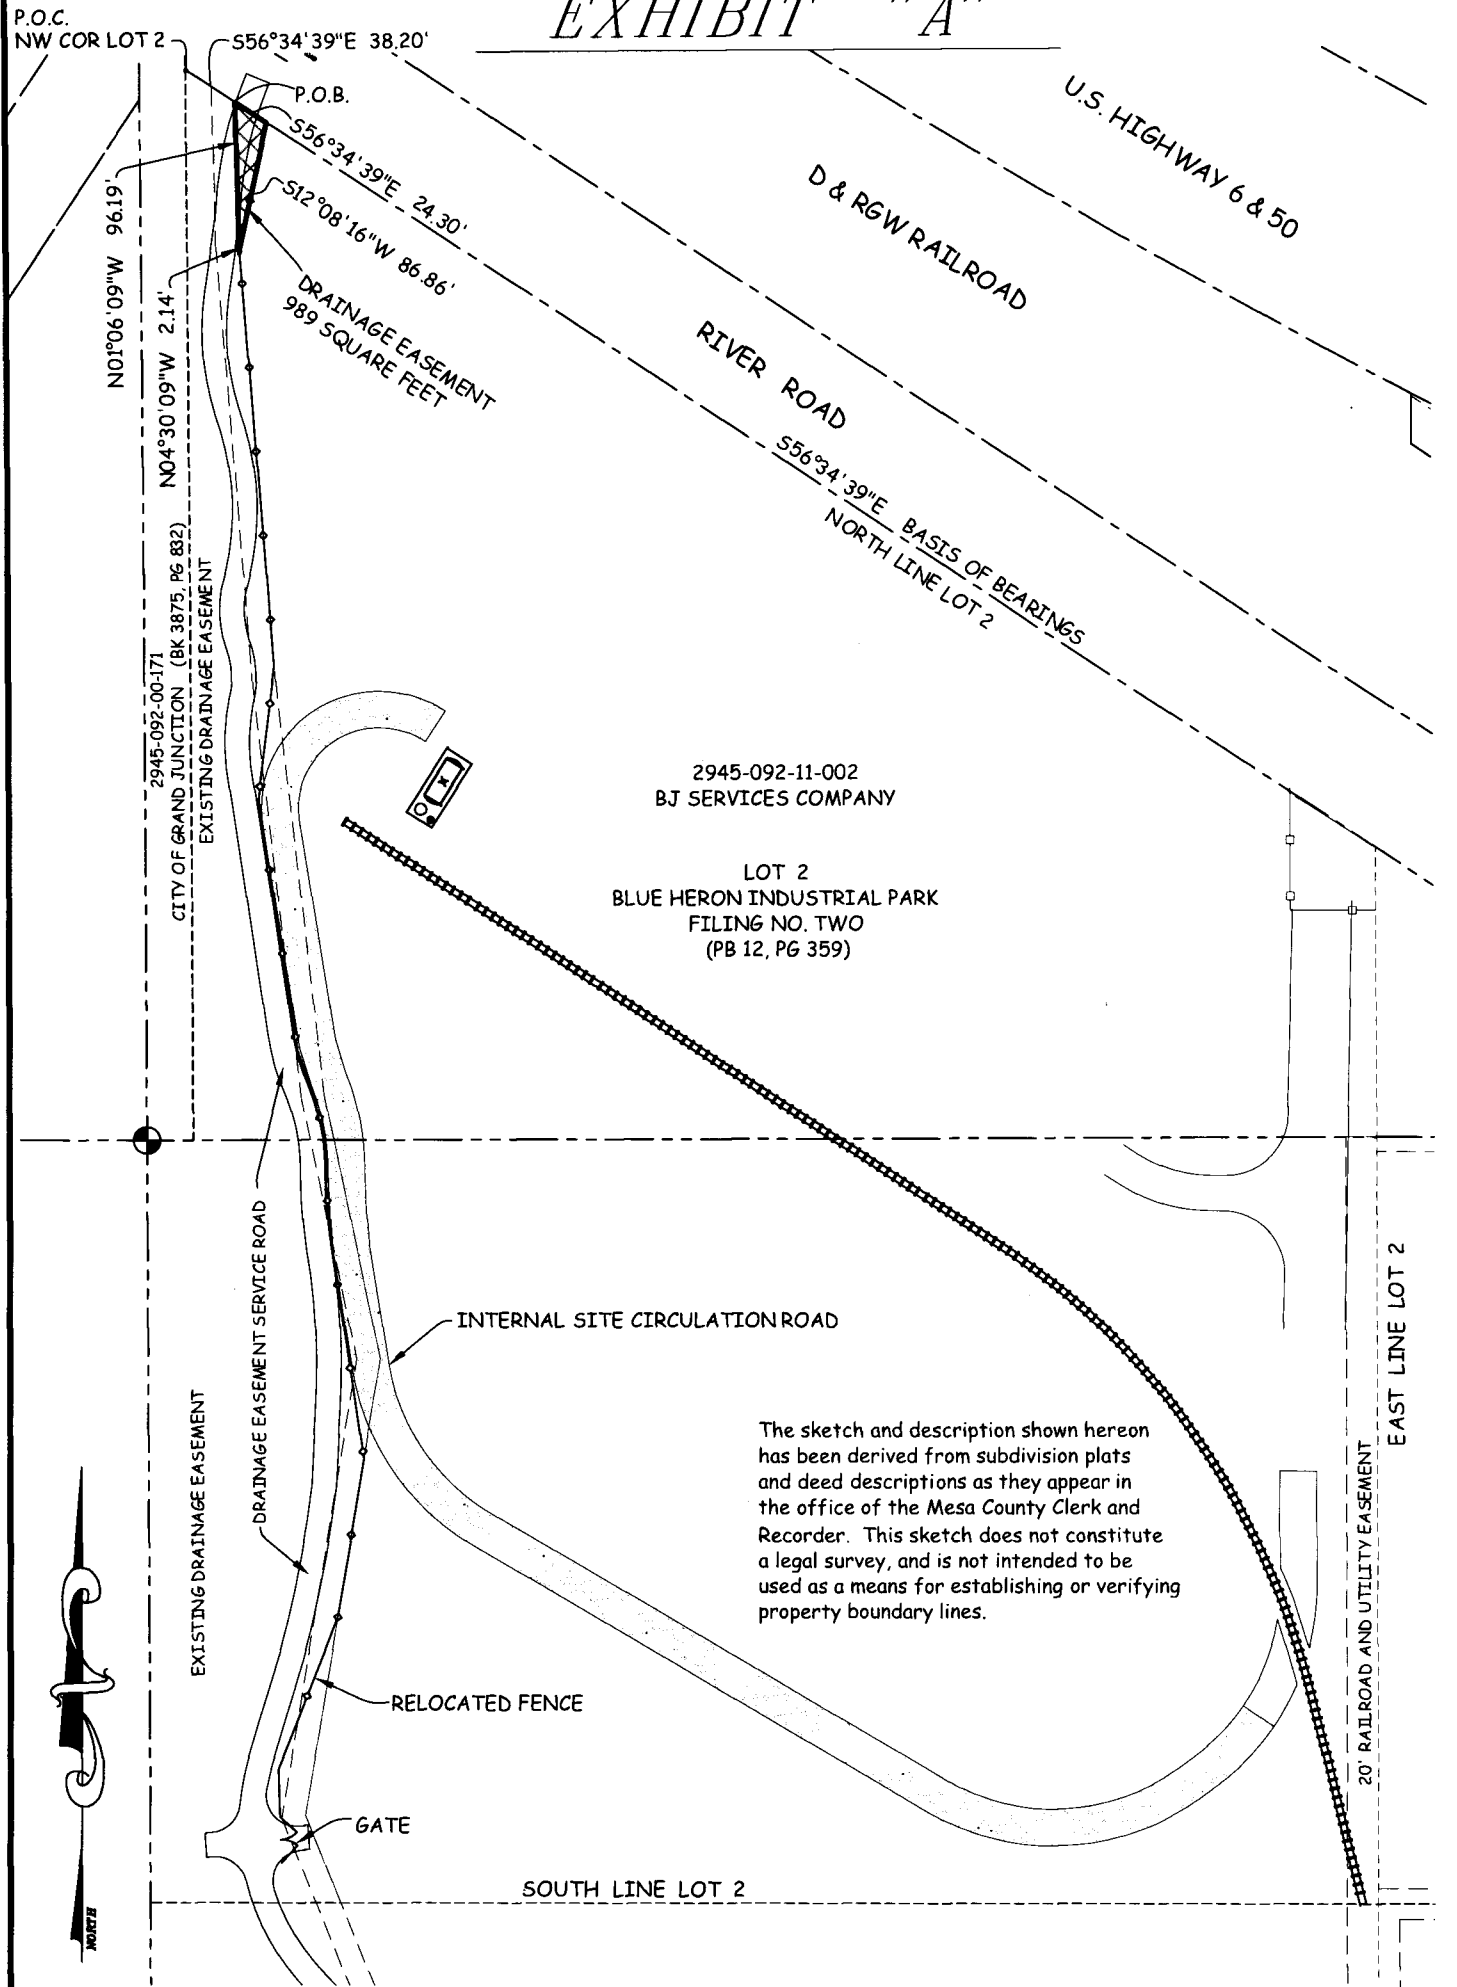 EXHIBIT "A"
P.O.C.
NW COR LOT 2
S56°34'39"E 38.20'
P.O.B.
S56°34'39"E 24.30'
S12°08'16"W 86.86'
N01°06'09"W 96.19'
N04°30'09"W 2.14'
DRAINAGE EASEMENT
989 SQUARE FEET
U.S. HIGHWAY 6 & 50
D & RGW RAILROAD
RIVER ROAD
S56°34'39"E BASIS OF BEARINGS
NORTH LINE LOT 2
2945-092-00-171
CITY OF GRAND JUNCTION (BK 3875, PG 832)
EXISTING DRAINAGE EASEMENT
2945-092-11-002
BJ SERVICES COMPANY
LOT 2
BLUE HERON INDUSTRIAL PARK
FILING NO. TWO
(PB 12, PG 359)
DRAINAGE EASEMENT SERVICE ROAD
INTERNAL SITE CIRCULATION ROAD
EAST LINE LOT 2
EXISTING DRAINAGE EASEMENT
The sketch and description shown hereon
has been derived from subdivision plats
and deed descriptions as they appear in
the office of the Mesa County Clerk and
Recorder. This sketch does not constitute
a legal survey, and is not intended to be
used as a means for establishing or verifying
property boundary lines.
20' RAILROAD AND UTILITY EASEMENT
RELOCATED FENCE
GATE
SOUTH LINE LOT 2
NORTH